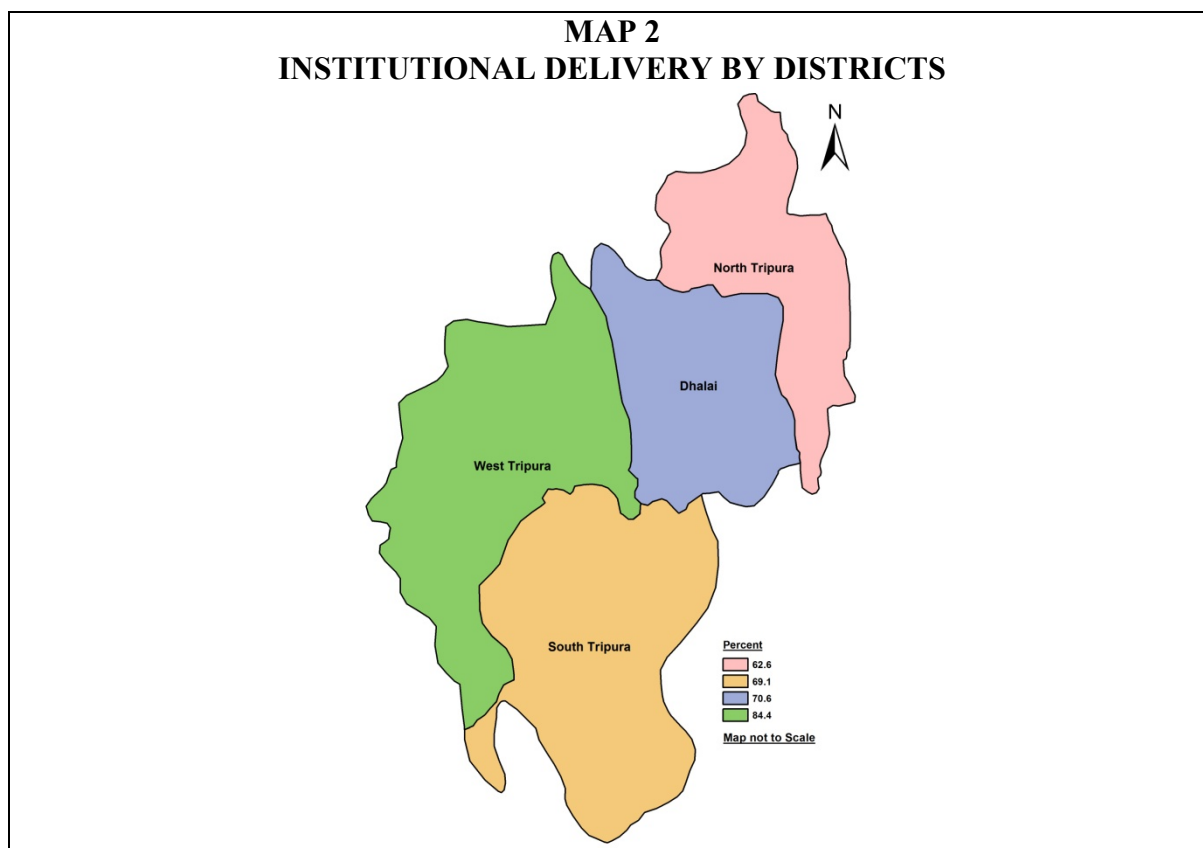 MAP 2
INSTITUTIONAL DELIVERY BY DISTRICTS
N
North Tripura
Dhalai
West Tripura
South Tripura
Percent
62.6
69.1
70.6
84.4
Map not to Scale